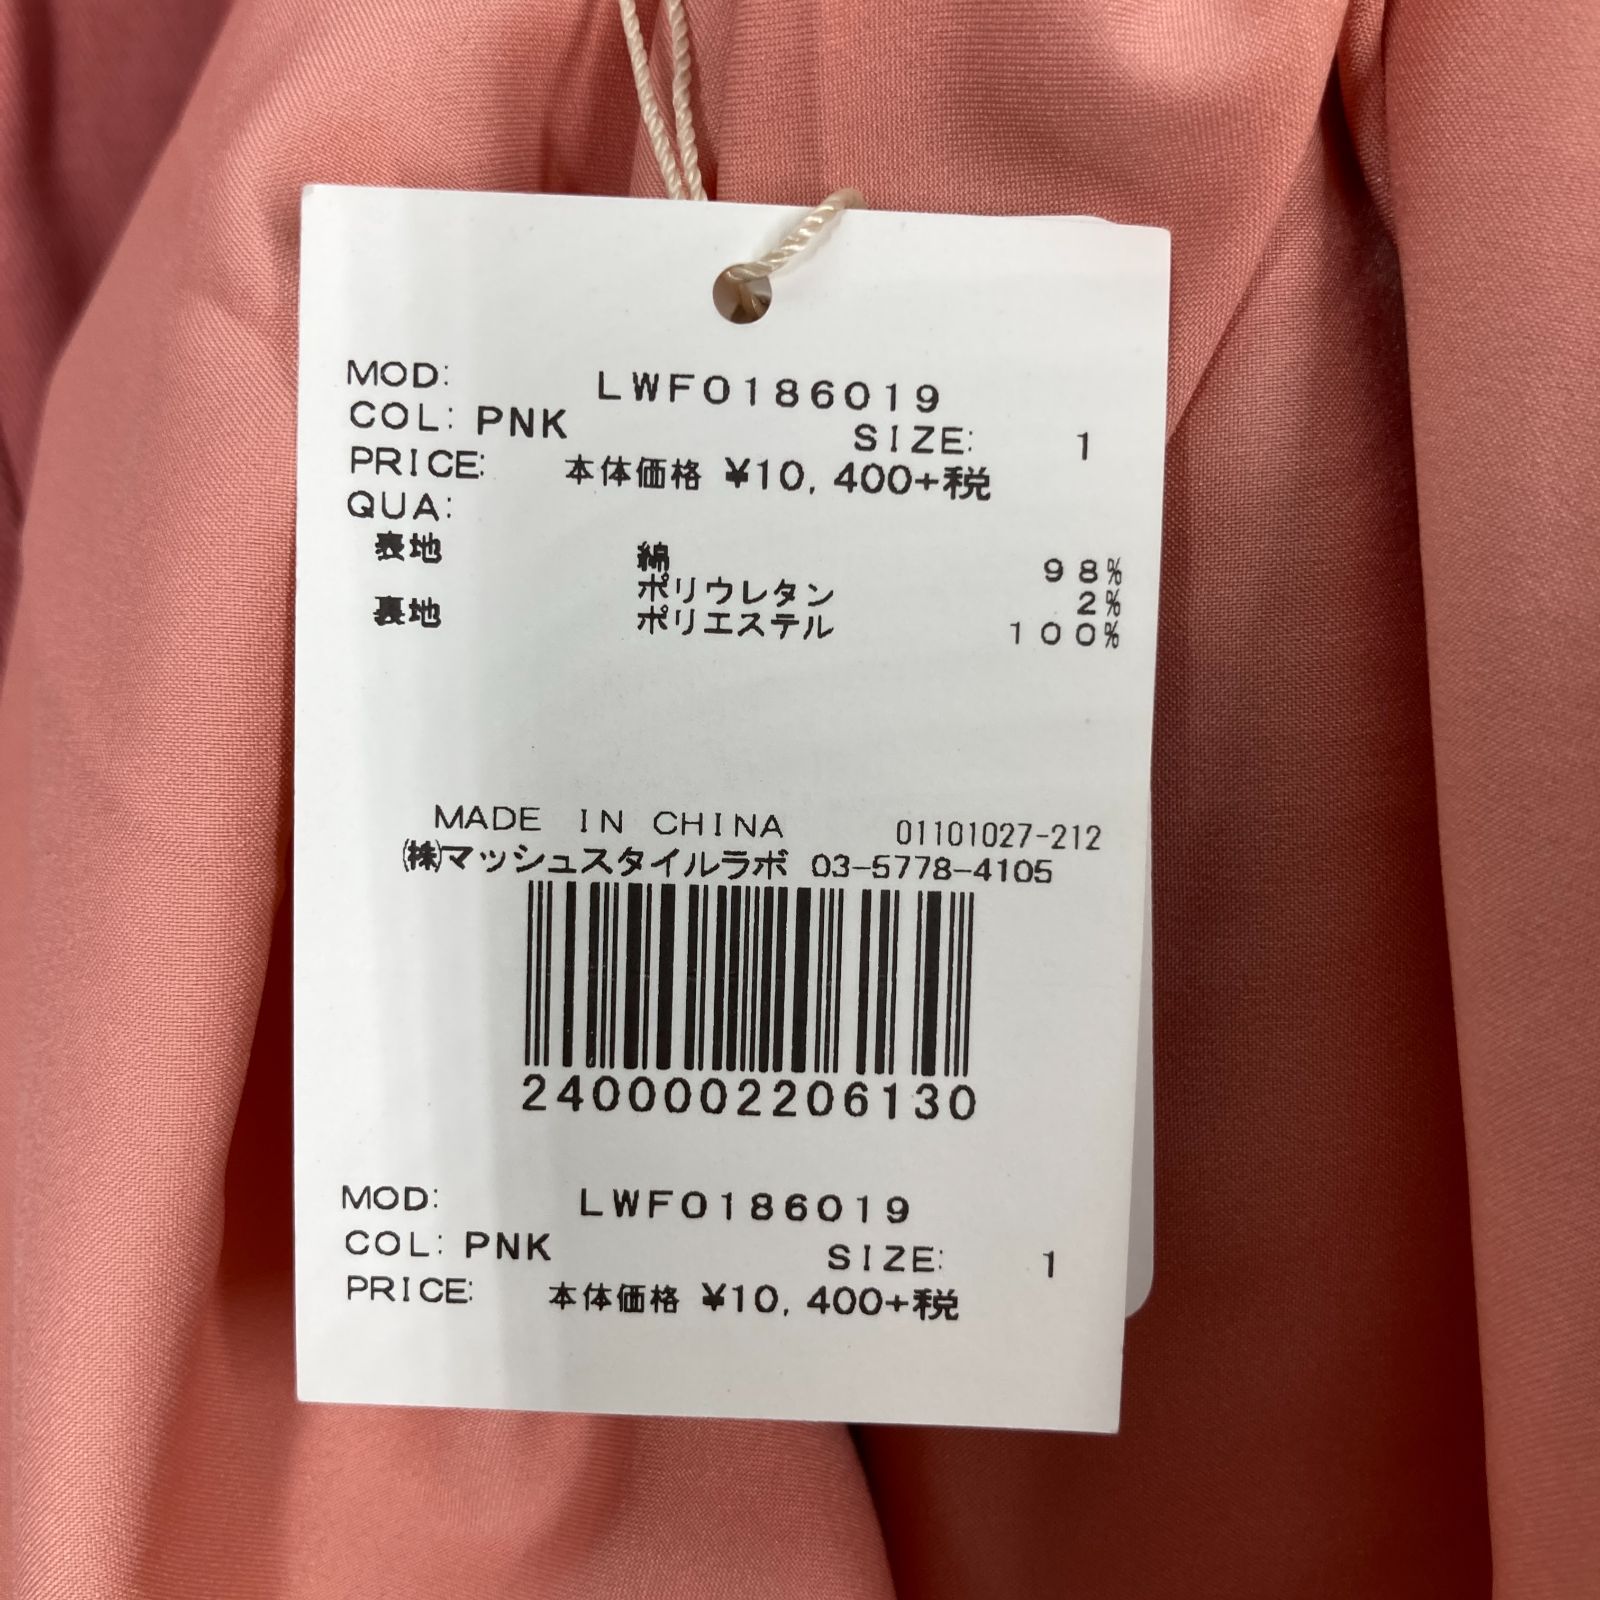 MOD: LWFO186019
COL: PNK SIZE: 1
PRICE: 本体価格 ¥10,400+税
QUA:
表地 綿 98%
ポリウレタン 2%
裏地 ポリエステル 100%
MADE IN CHINA 01101027-212
㈱マッシュスタイルラボ 03-5778-4105
2400002206130
MOD: LWFO186019
COL: PNK SIZE: 1
PRICE: 本体価格 ¥10,400+税